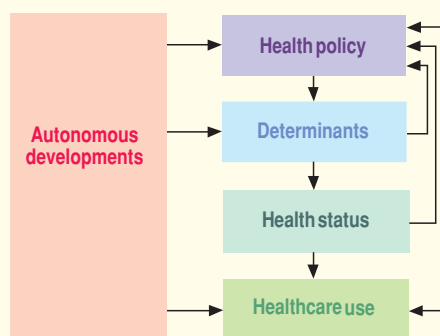 Health policy
Determinants
Autonomous
developments
Health status
Healthcare use